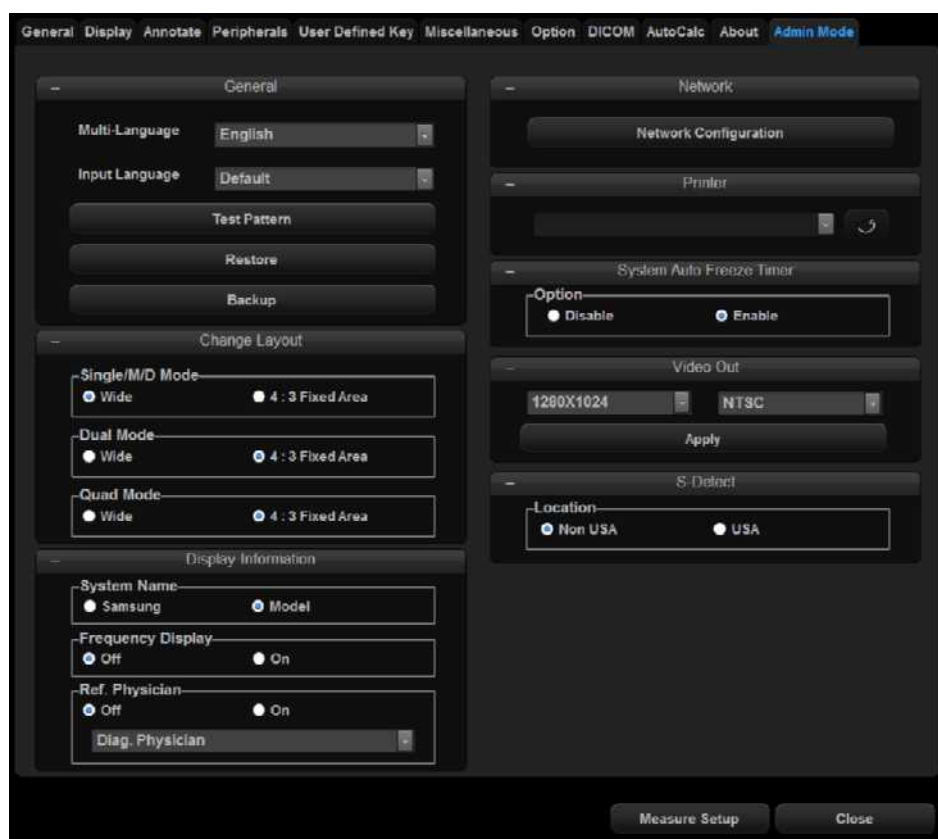 General Display Annotate Peripherals User Defined Key Miscellaneous Option DICOM AutoCalc About Admin Mode
General
Multi-Language English
Input Language Default
Test Pattern
Restore
Backup
Change Layout
Single/M/D Mode
Wide 4 : 3 Fixed Area
Dual Mode
Wide 4 : 3 Fixed Area
Quad Mode
Wide 4 : 3 Fixed Area
Display Information
System Name
Samsung Model
Frequency Display
Off On
Ref. Physician
Off On
Diag. Physician
Network
Network Configuration
Printer
System Auto Freeze Timer
Option
Disable Enable
Video Out
1280X1024 NTSC
Apply
S-Detect
Location
Non USA USA
Measure Setup Close